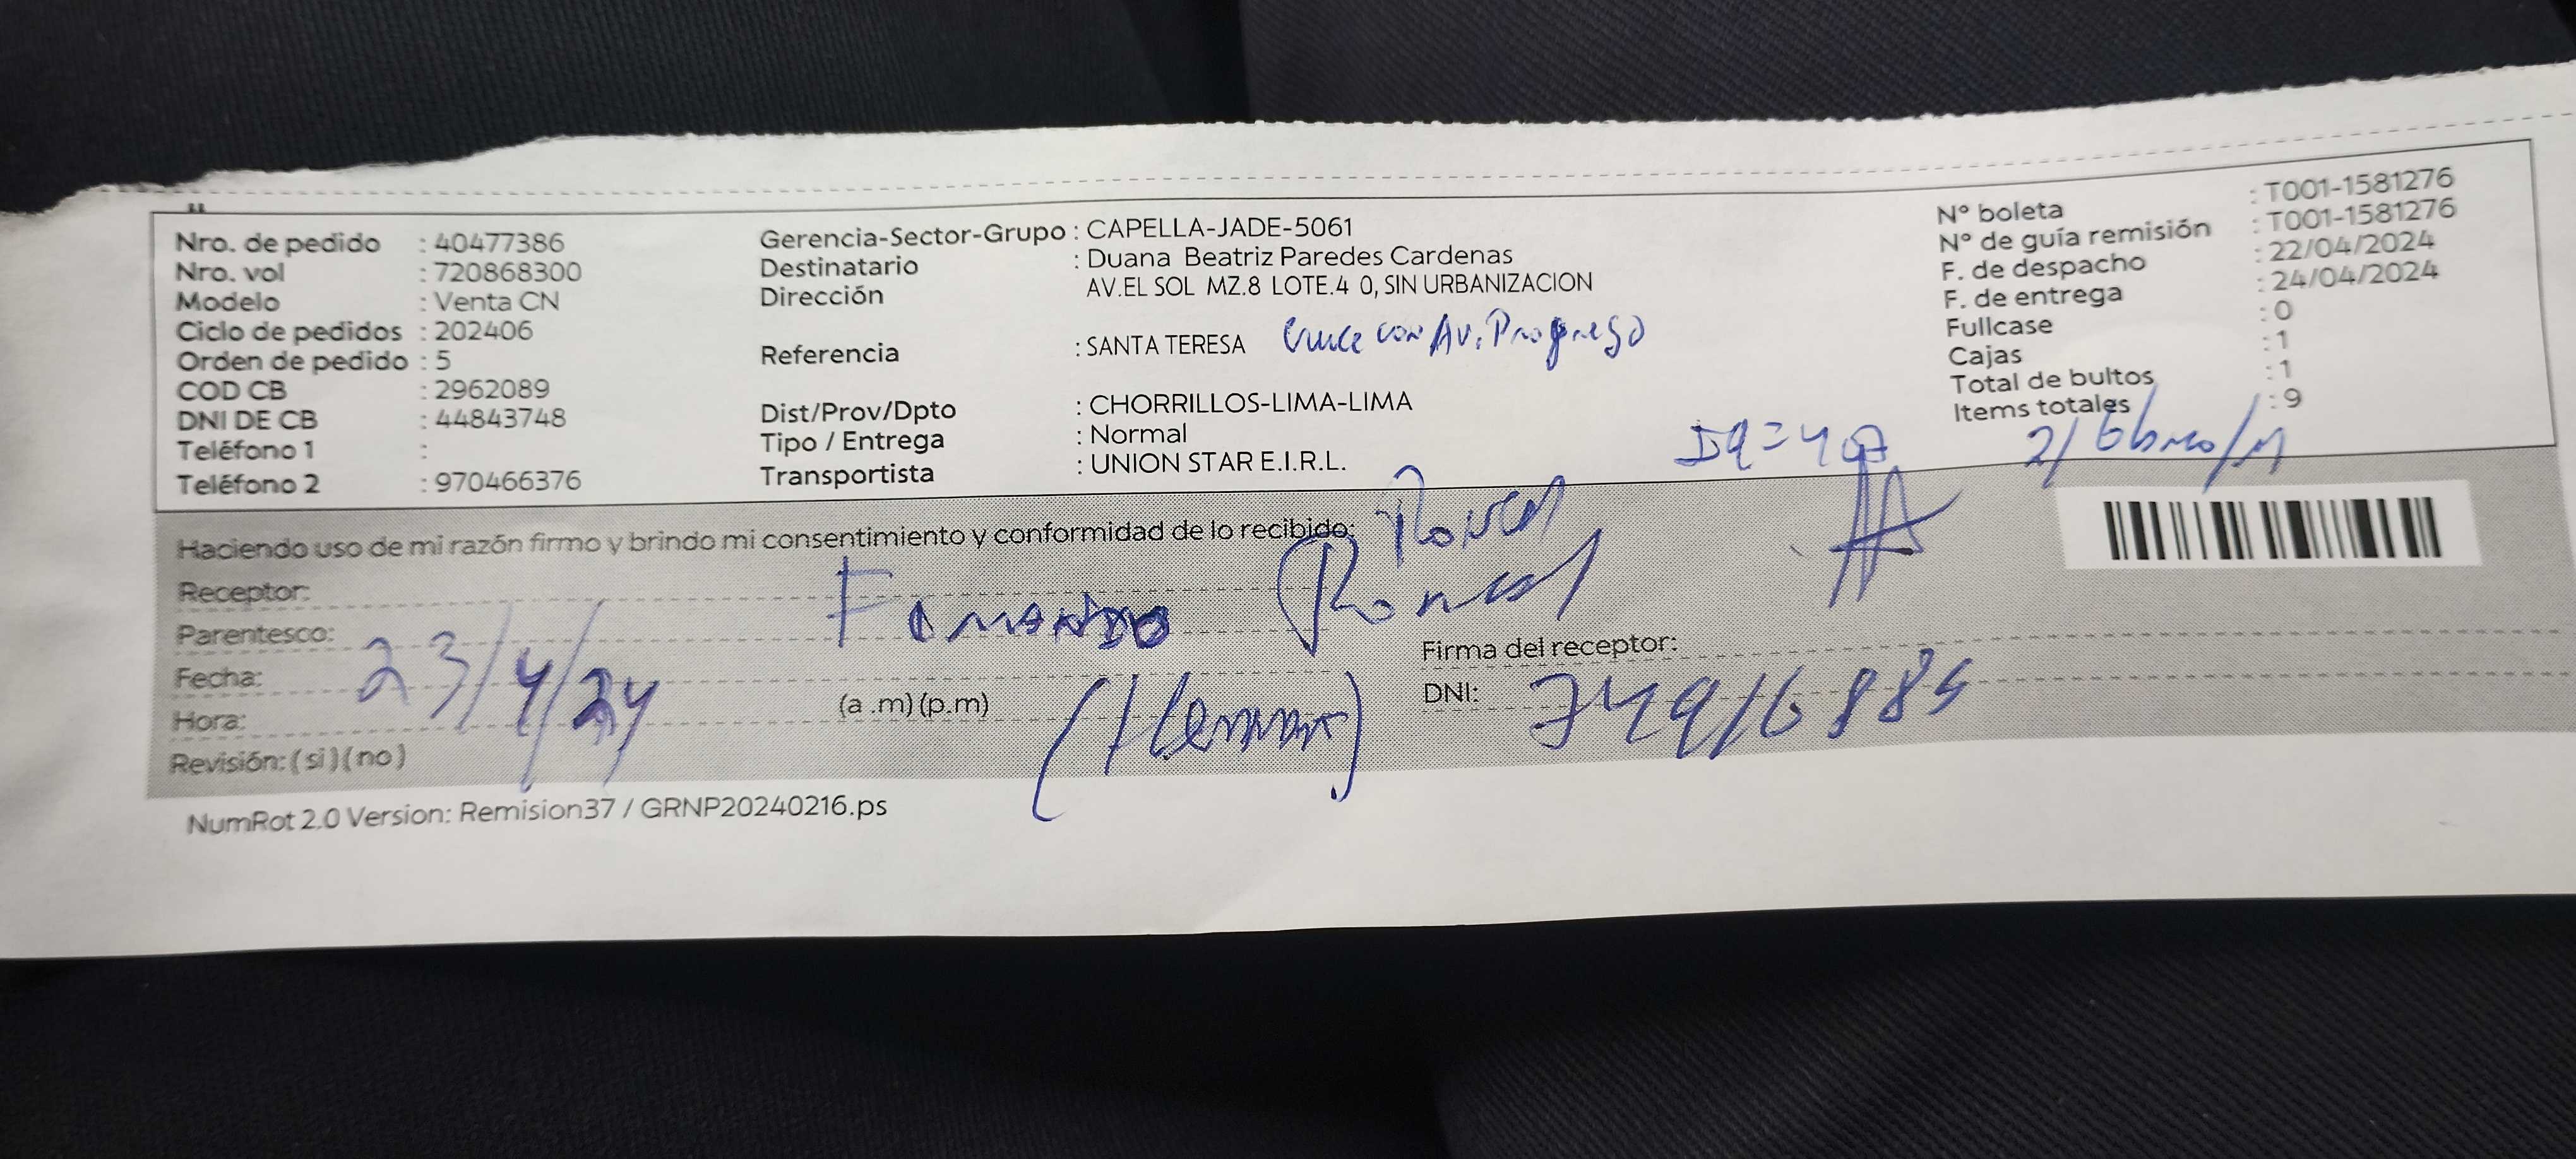 Nro. de pedido : 40477386
Nro. vol : 720868300
Modelo : Venta CN
Ciclo de pedidos : 202406
Orden de pedido : 5
COD CB : 2962089
DNI DE CB : 44843748
Teléfono 1 :
Teléfono 2 : 970466376
Gerencia-Sector-Grupo : CAPELLA-JADE-5061
Destinatario : Duana Beatriz Paredes Cardenas
Dirección AV.EL SOL MZ.8 LOTE.4 0, SIN URBANIZACION
Referencia : SANTA TERESA Cruce con Av. Progreso
Dist/Prov/Dpto : CHORRILLOS-LIMA-LIMA
Tipo / Entrega : Normal
Transportista : UNION STAR E.I.R.L.
N° boleta : T001-1581276
N° de guía remisión : T001-1581276
F. de despacho : 22/04/2024
F. de entrega : 24/04/2024
Fullcase : 0
Cajas : 1
Total de bultos : 1
Items totales : 9
Haciendo uso de mi razón firmo y brindo mi consentimiento y conformidad de lo recibido:
Receptor:
Parentesco:
Fecha: 23/4/24
Hora: (a .m) (p.m)
Revisión: ( si ) ( no )
Firma del receptor:
DNI: 74916885
NumRot 2.0 Version: Remision37 / GRNP20240216.ps